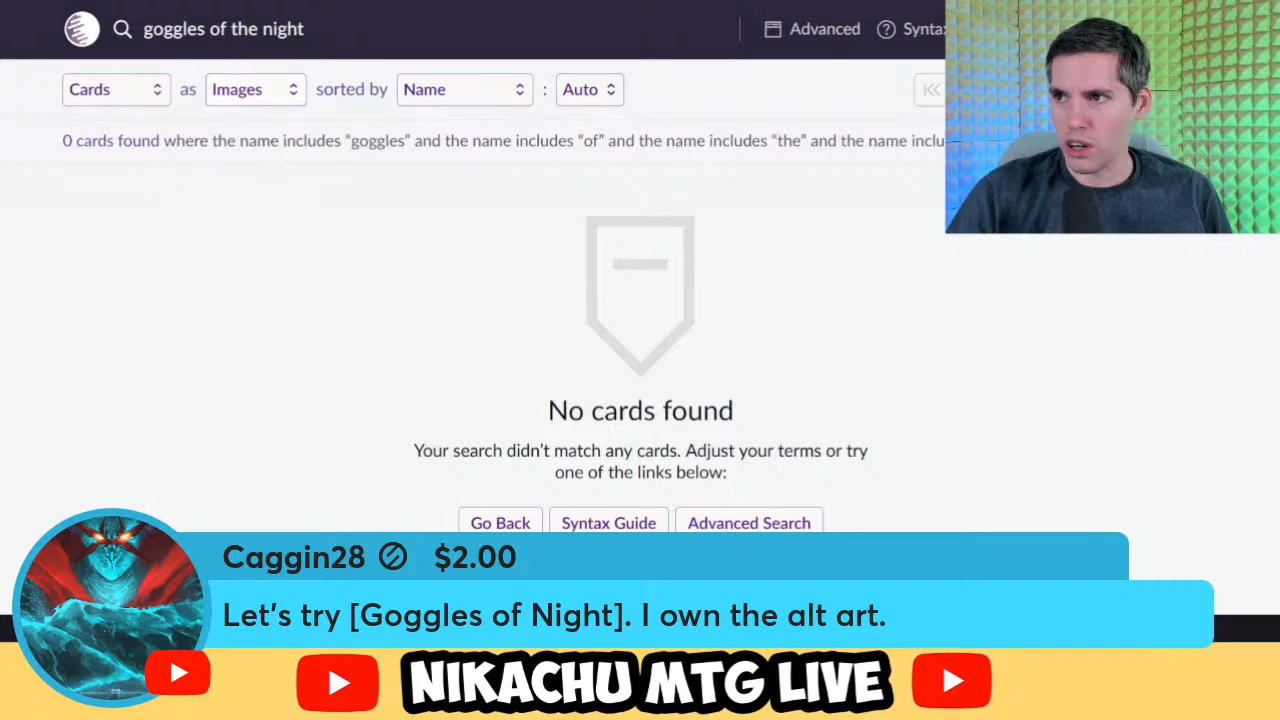 goggles of the night
Advanced
Syntax
Cards as Images sorted by Name : Auto
0 cards found where the name includes “goggles” and the name includes “of” and the name includes “the” and the name inclu
No cards found
Your search didn’t match any cards. Adjust your terms or try
one of the links below:
Go Back Syntax Guide Advanced Search
Caggin28 $2.00
Let's try [Goggles of Night]. I own the alt art.
NIKACHU MTG LIVE